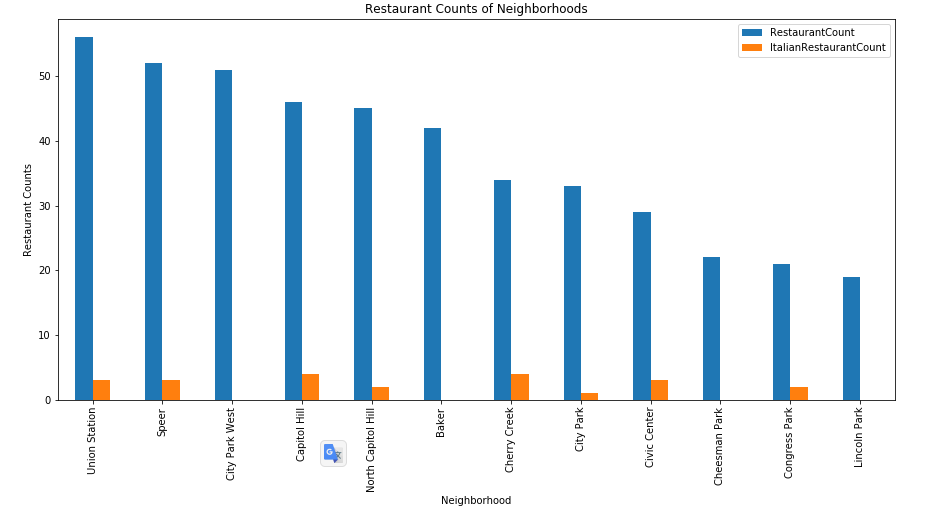 Restaurant Counts of Neighborhoods
RestaurantCount
ItalianRestaurantCount
Restaurant Counts
50
40
30
20
10
0
Union Station
Speer
City Park West
Capitol Hill
North Capitol Hill
Baker
Cherry Creek
City Park
Civic Center
Cheesman Park
Congress Park
Lincoln Park
G
Neighborhood